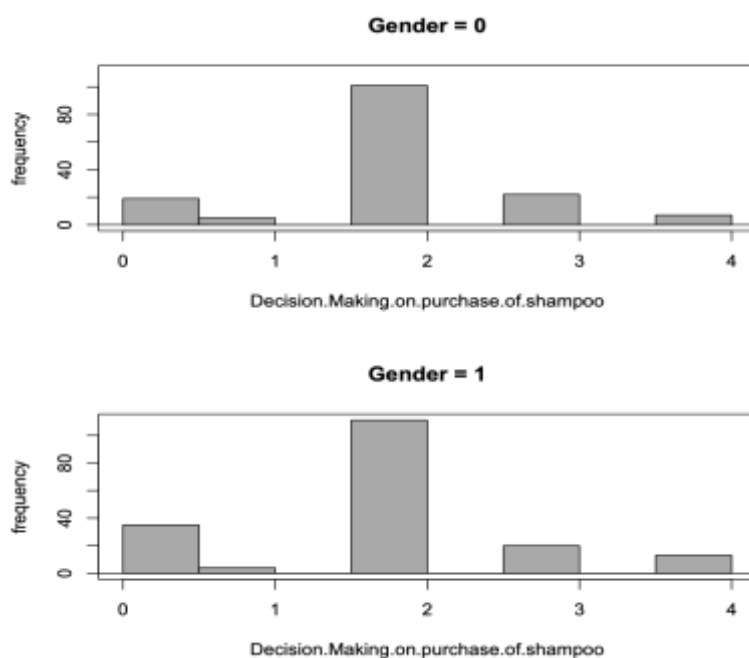 Gender = 0
frequency
80
40
0
0 1 2 3 4
Decision.Making.on.purchase.of.shampoo
Gender = 1
frequency
80
40
0
0 1 2 3 4
Decision.Making.on.purchase.of.shampoo